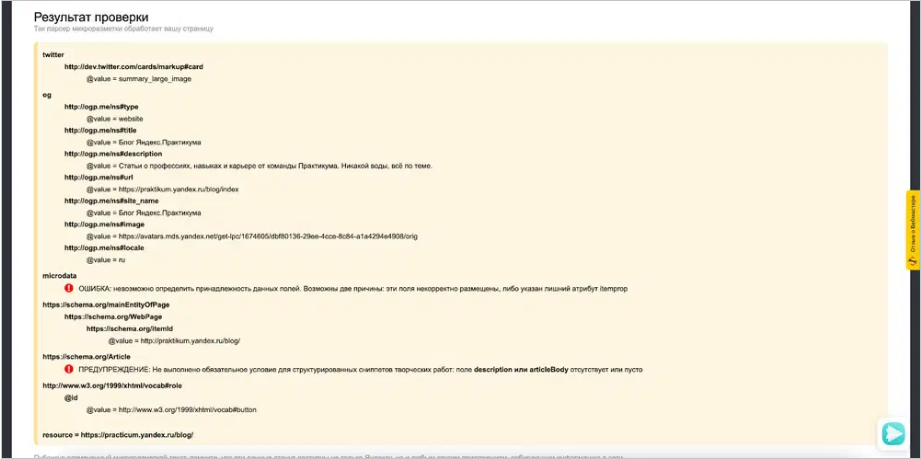 Результат проверки
Так парсер микроразметки обработает вашу страницу
twitter
http://dev.twitter.com/cards/markup#card
@value = summary_large_image
og
http://ogp.me/ns#type
@value = website
http://ogp.me/ns#title
@value = Блог Яндекс.Практикума
http://ogp.me/ns#description
@value = Статьи о профессиях, навыках и карьере от команды Практикума. Никакой воды, всё по теме.
http://ogp.me/ns#url
@value = https://praktikum.yandex.ru/blog/index
http://ogp.me/ns#site_name
@value = Блог Яндекс.Практикума
http://ogp.me/ns#image
@value = https://avatars.mds.yandex.net/get-lpc/1674605/dbf80136-29ee-4cce-8c84-a1a4294e4908/orig
http://ogp.me/ns#locale
@value = ru
microdata
ОШИБКА: невозможно определить принадлежность данных полей. Возможны две причины: эти поля некорректно размещены, либо указан лишний атрибут itemprop
https://schema.org/mainEntityOfPage
https://schema.org/WebPage
https://schema.org/itemId
@value = http://praktikum.yandex.ru/blog/
https://schema.org/Article
ПРЕДУПРЕЖДЕНИЕ: Не выполнено обязательное условие для структурированных сниппетов творческих работ: поле description или articleBody отсутствует или пусто
http://www.w3.org/1999/xhtml/vocab#role
@id
@value = http://www.w3.org/1999/xhtml/vocab#button
resource = https://practicum.yandex.ru/blog/
Отзыв о Вебмастере